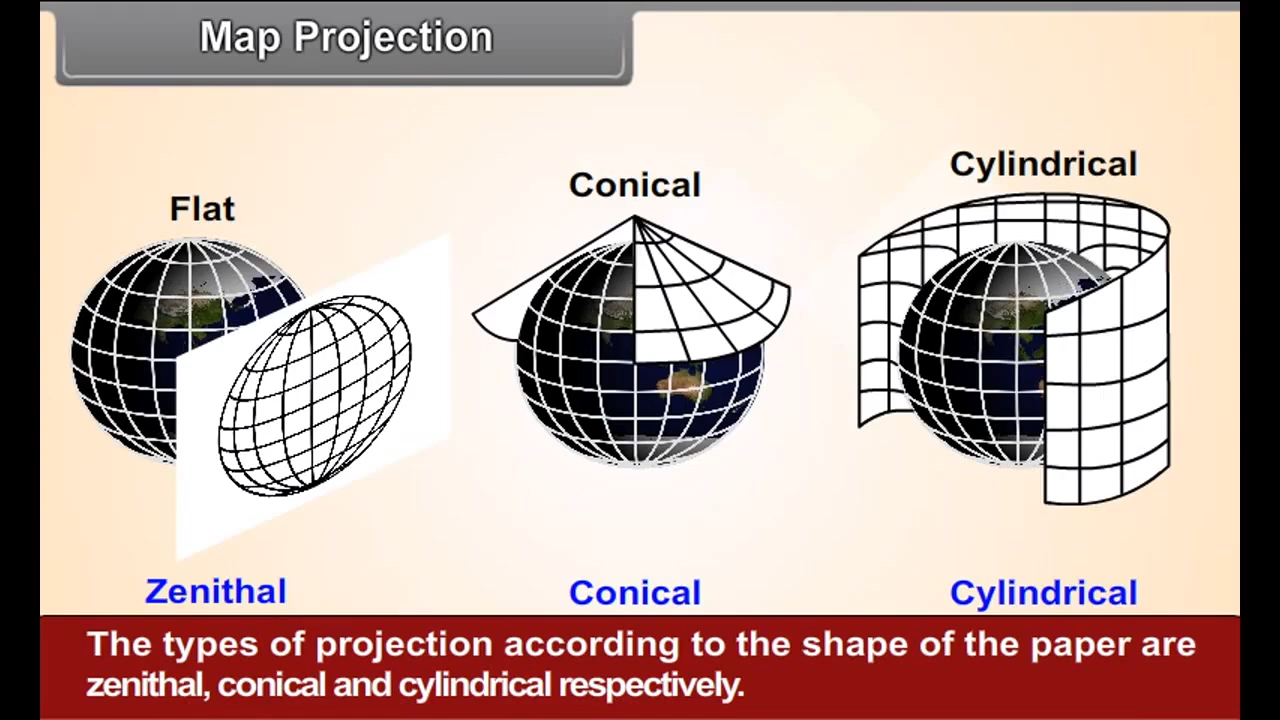 Map Projection
Flat
Conical
Cylindrical
Zenithal
Conical
Cylindrical
The types of projection according to the shape of the paper are
zenithal, conical and cylindrical respectively.